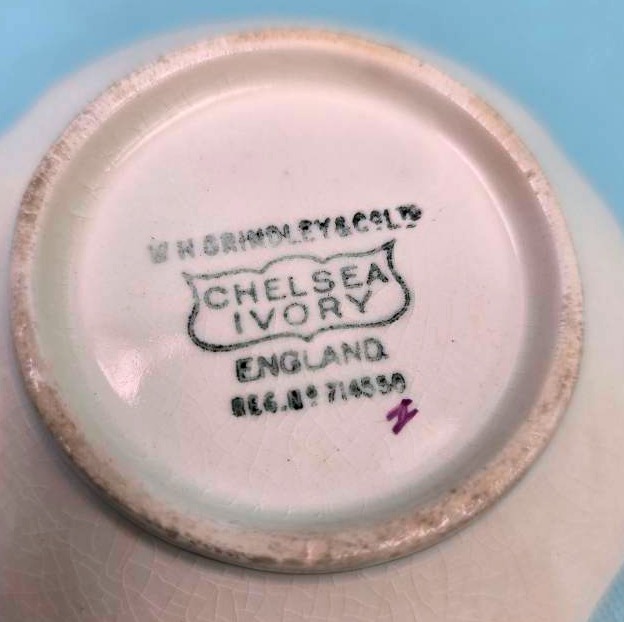 W.H. GRINDLEY & Co LTD
CHELSEA
IVORY
ENGLAND
REG. No 714550
N